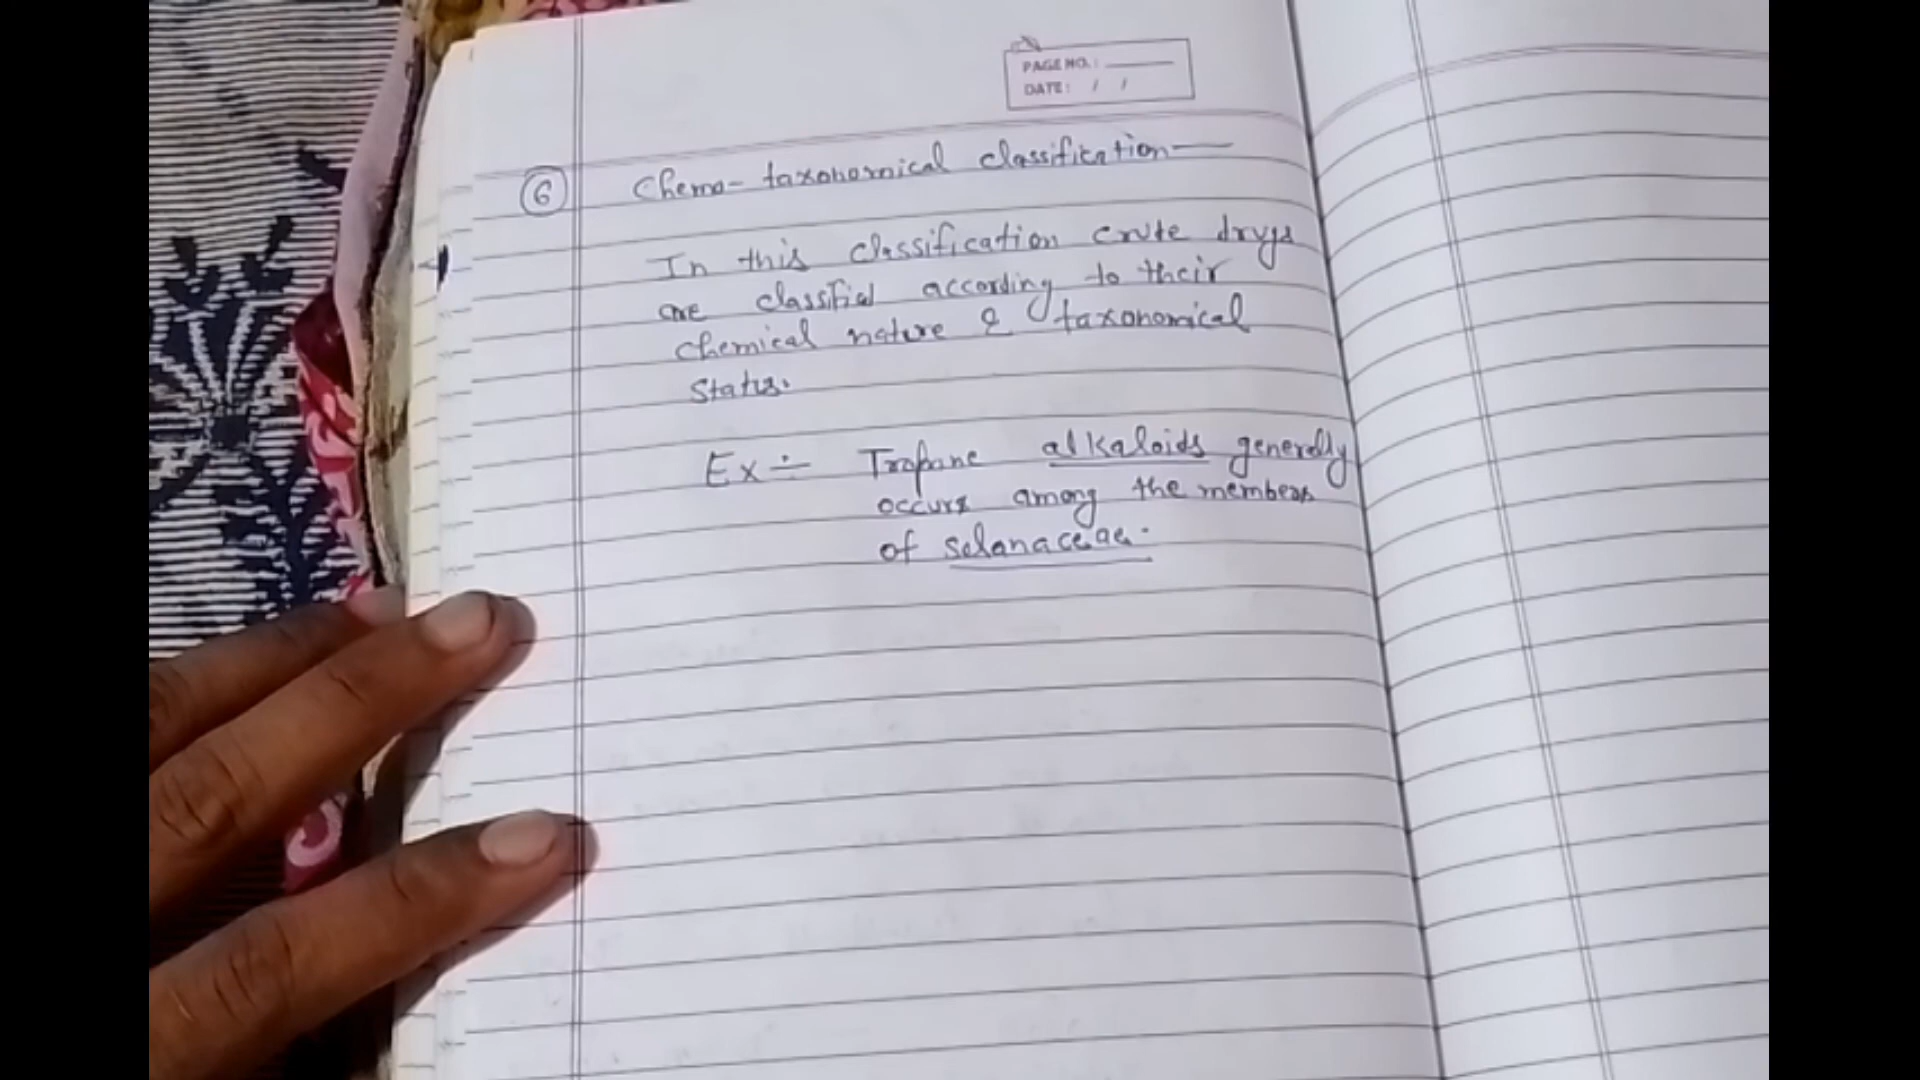 PAGE NO.:
DATE: / /
6 Chemo-taxonomical classification—
In this classification crute drugs
are classified according to their
chemical nature & taxonomical
status.
Ex÷ Tropane alkaloids generally
occurs among the members
of solanaceae.